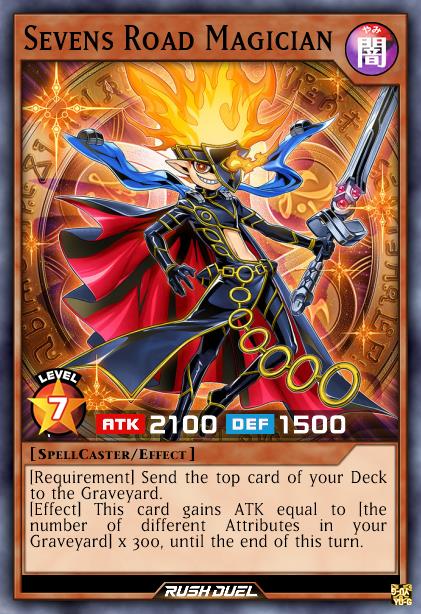 Sevens Road Magician
やみ
闇
LEVEL
7
ATK 2100 DEF 1500
[SpellCaster/Effect]
[Requirement] Send the top card of your Deck
to the Graveyard.
[Effect] This card gains ATK equal to [the
number of different Attributes in your
Graveyard] x 300, until the end of this turn.
RUSH DUEL